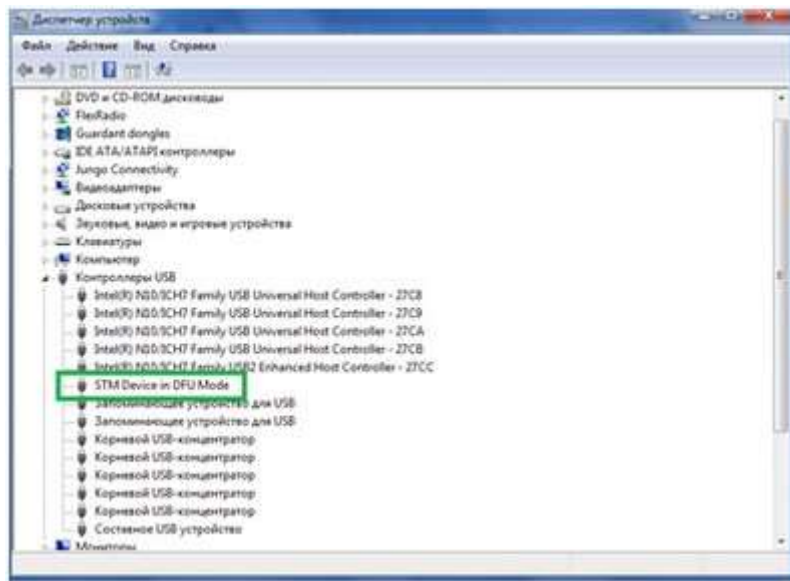 Диспетчер устройств
Файл Действие Вид Справка
DVD и CD-ROM дисководы
FlexRadio
Guardant dongles
IDE ATA/ATAPI контроллеры
Jungo Connectivity
Видеоадаптеры
Дисковые устройства
Звуковые, видео и игровые устройства
Клавиатуры
Компьютер
Контроллеры USB
Intel(R) N10/ICH7 Family USB Universal Host Controller - 27C8
Intel(R) N10/ICH7 Family USB Universal Host Controller - 27C9
Intel(R) N10/ICH7 Family USB Universal Host Controller - 27CA
Intel(R) N10/ICH7 Family USB Universal Host Controller - 27CB
Intel(R) N10/ICH7 Family USB2 Enhanced Host Controller - 27CC
STM Device in DFU Mode
Запоминающее устройство для USB
Запоминающее устройство для USB
Корневой USB-концентратор
Корневой USB-концентратор
Корневой USB-концентратор
Корневой USB-концентратор
Корневой USB-концентратор
Составное USB устройство
Мониторы